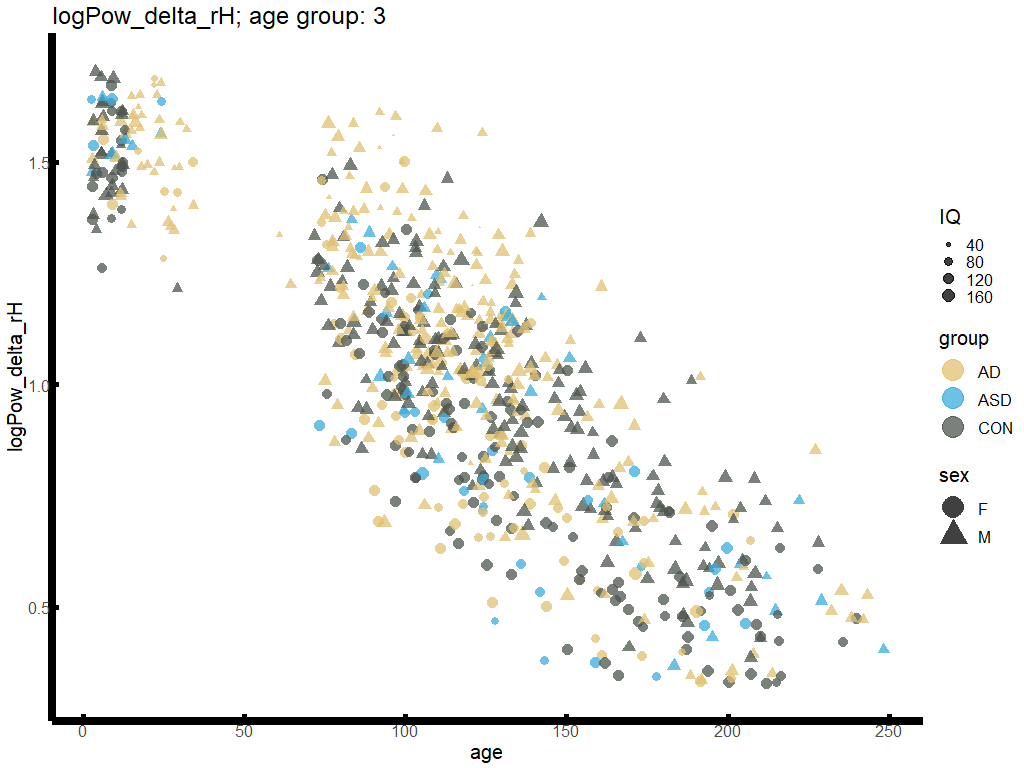 logPow_delta_rH; age group: 3
logPow_delta_rH
1.5
1.0
0.5
0
50
100
150
200
250
age
IQ
40
80
120
160
group
AD
ASD
CON
sex
F
M